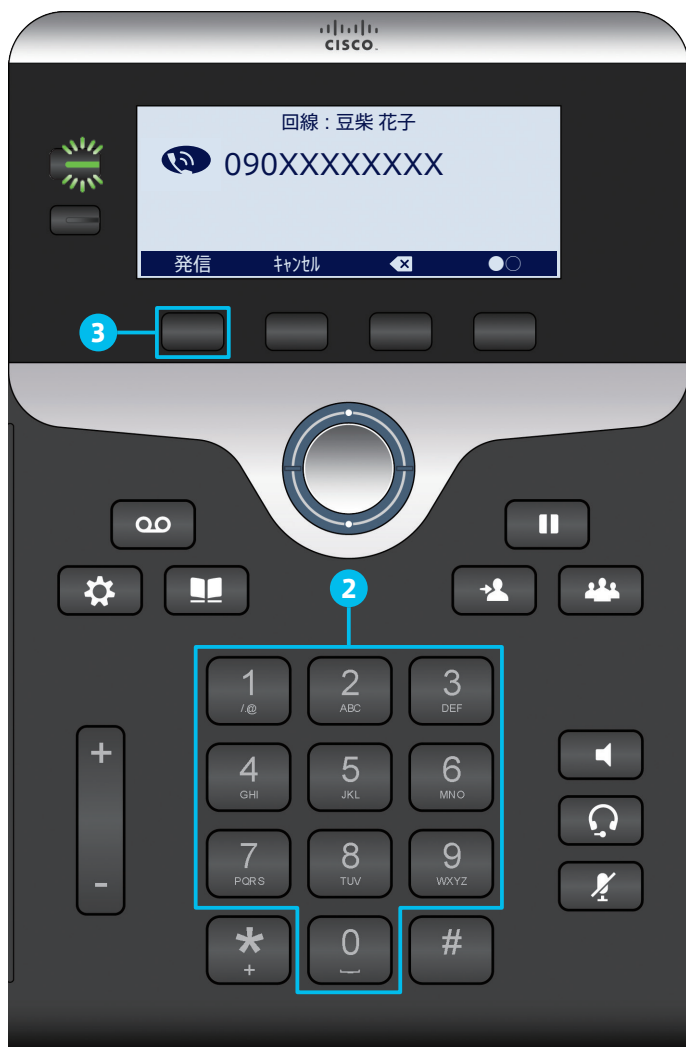 CISCO
回線：豆柴 花子
090XXXXXXXX
発信 ｷｬﾝｾﾙ
3
2
1 2 3
/.@ ABC DEF
4 5 6
GHI JKL MNO
7 8 9
PQRS TUV WXYZ
* 0 #
+
+
-